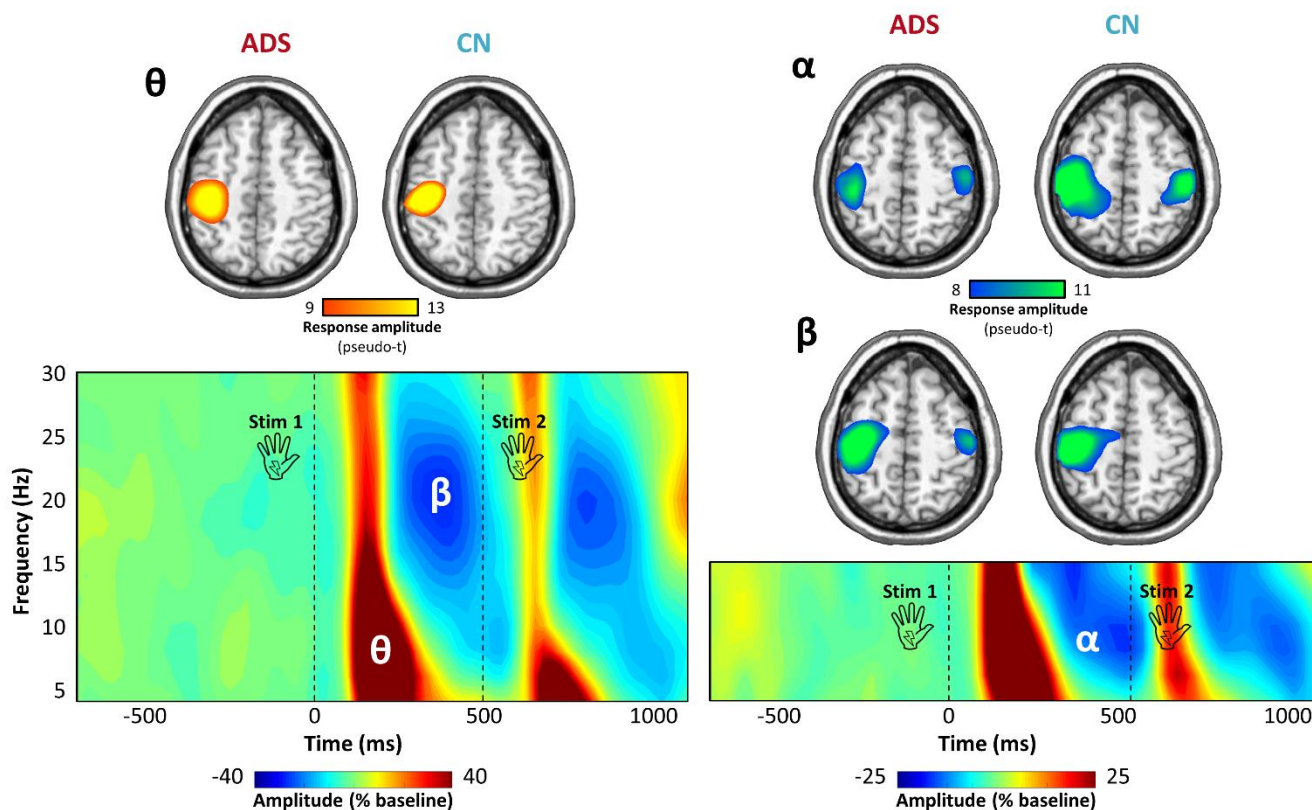 ADS
CN
θ
9
13
Response amplitude
(pseudo-t)
ADS
CN
α
8
11
Response amplitude
(pseudo-t)
β
30
25
20
15
10
5
Frequency (Hz)
Stim 1
Stim 2
β
θ
-500
0
500
1000
Time (ms)
-40
40
Amplitude (% baseline)
Stim 1
Stim 2
α
-500
0
500
1000
Time (ms)
-25
25
Amplitude (% baseline)